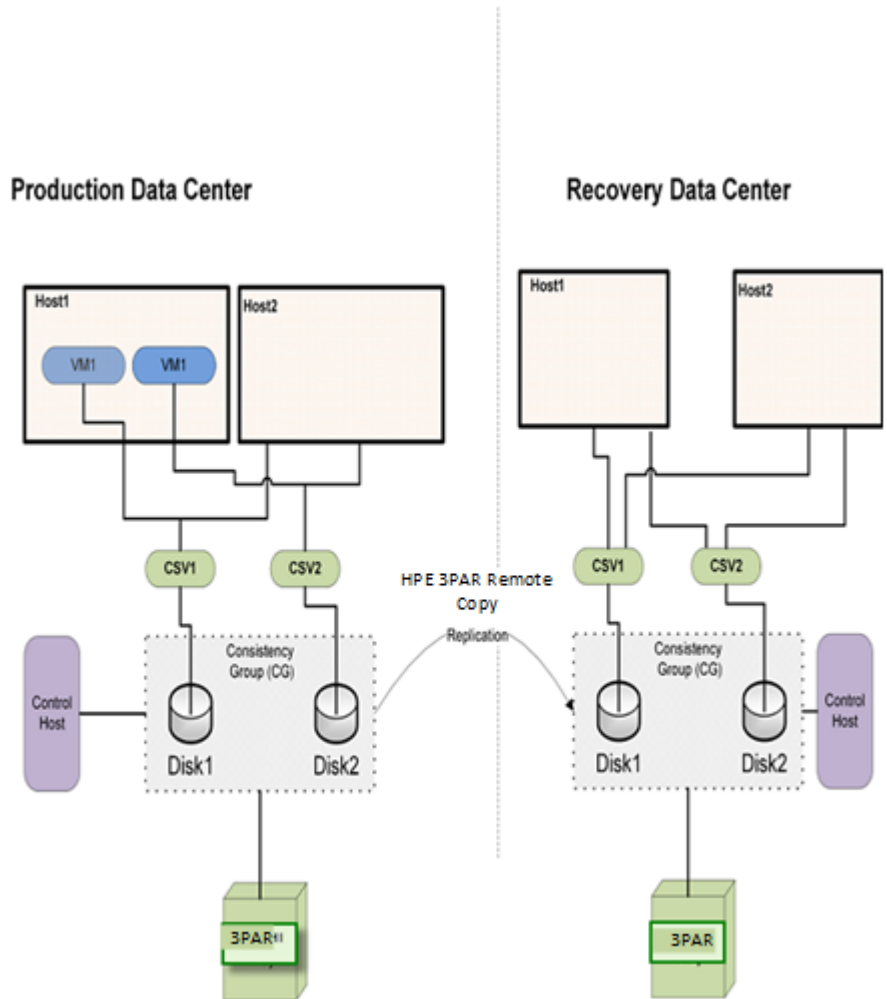 Production Data Center
Recovery Data Center
Host1
VM1
VM1
Host2
Host1
Host2
CSV1
CSV2
HPE 3PAR Remote
Copy
Replication
CSV1
CSV2
Control
Host
Consistency
Group (CG)
Disk1
Disk2
Consistency
Group (CG)
Disk1
Disk2
Control
Host
3PAR
3PAR